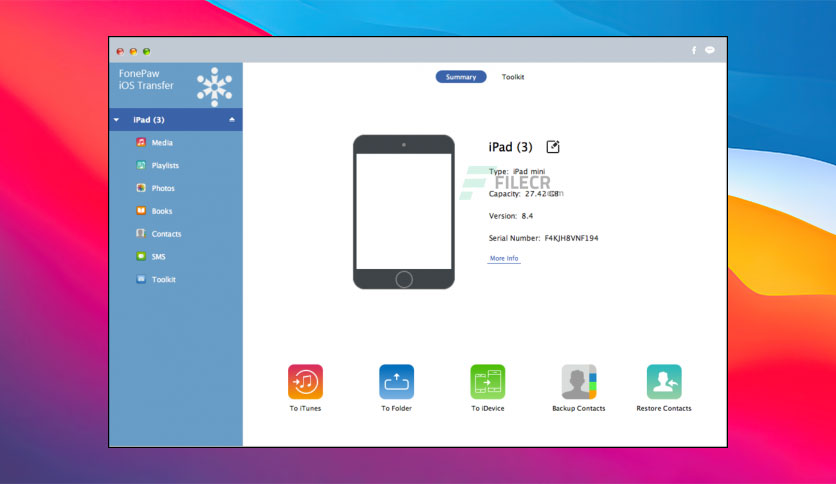 FonePaw
iOS Transfer
Summary
Toolkit
iPad (3)
Media
Playlists
Photos
Books
Contacts
SMS
Toolkit
iPad (3)
Type: iPad mini
FILECR
.com
Capacity: 27.42 GB
Version: 8.4
Serial Number: F4KJH8VNF194
More Info
To iTunes
To Folder
To iDevice
Backup Contacts
Restore Contacts